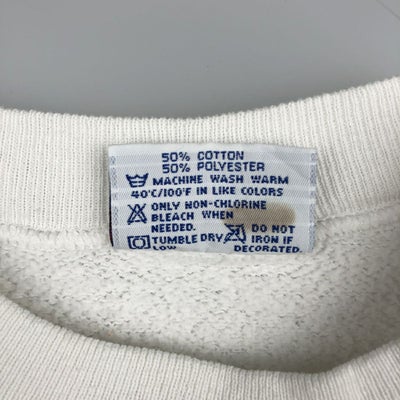 50% COTTON
50% POLYESTER
MACHINE WASH WARM
40°C/100°F IN LIKE COLORS
ONLY NON-CHLORINE
BLEACH WHEN
NEEDED.
TUMBLE DRY
LOW
DO NOT
IRON IF
DECORATED.